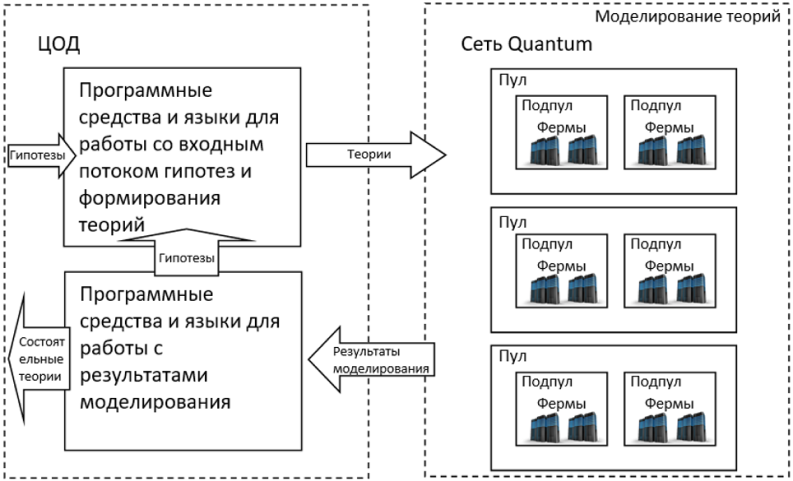 ЦОД
Программные
средства и языки для
работы со входным
потоком гипотез и
формирования
теорий
Гипотезы
Теории
Гипотезы
Программные
средства и языки для
работы с
результатами
моделирования
Состоят
ельные
теории
Результаты
моделирования
Моделирование теорий
Сеть Quantum
Пул
Подпул
Фермы
Подпул
Фермы
Пул
Подпул
Фермы
Подпул
Фермы
Пул
Подпул
Фермы
Подпул
Фермы